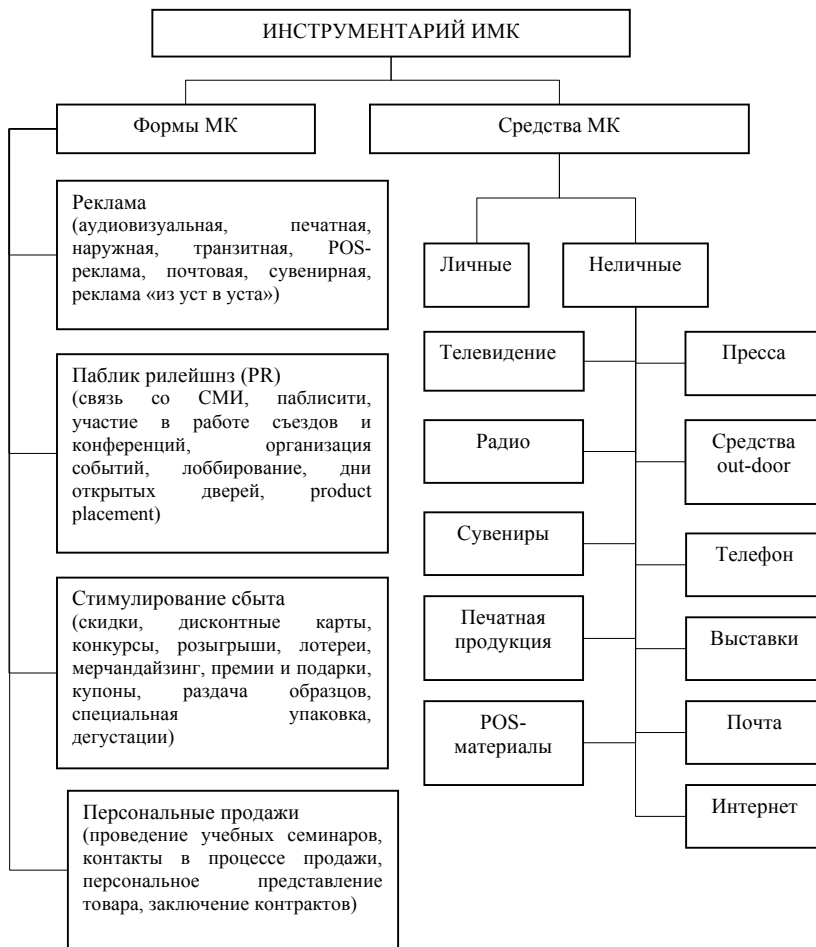 ИНСТРУМЕНТАРИЙ ИМК
Формы МК
Средства МК
Реклама
(аудиовизуальная, печатная,
наружная, транзитная, POS-
реклама, почтовая, сувенирная,
реклама «из уст в уста»)
Паблик рилейшнз (PR)
(связь со СМИ, паблисити,
участие в работе съездов и
конференций, организация
событий, лоббирование, дни
открытых дверей, product
placement)
Стимулирование сбыта
(скидки, дисконтные карты,
конкурсы, розыгрыши, лотереи,
мерчандайзинг, премии и подарки,
купоны, раздача образцов,
специальная упаковка,
дегустации)
Персональные продажи
(проведение учебных семинаров,
контакты в процессе продажи,
персональное представление
товара, заключение контрактов)
Личные
Неличные
Телевидение
Пресса
Радио
Средства
out-door
Сувениры
Телефон
Печатная
продукция
Выставки
POS-
материалы
Почта
Интернет